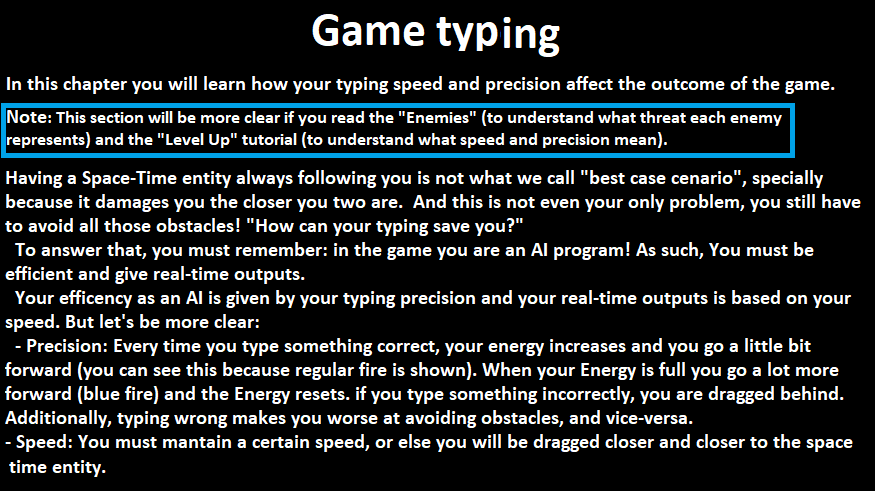 Game typing
In this chapter you will learn how your typing speed and precision affect the outcome of the game.
Note: This section will be more clear if you read the "Enemies" (to understand what threat each enemy
represents) and the "Level Up" tutorial (to understand what speed and precision mean).
Having a Space-Time entity always following you is not what we call "best case cenario", specially
because it damages you the closer you two are. And this is not even your only problem, you still have
to avoid all those obstacles! "How can your typing save you?"
To answer that, you must remember: in the game you are an AI program! As such, You must be
efficient and give real-time outputs.
Your efficency as an AI is given by your typing precision and your real-time outputs is based on your
speed. But let's be more clear:
- Precision: Every time you type something correct, your energy increases and you go a little bit
forward (you can see this because regular fire is shown). When your Energy is full you go a lot more
forward (blue fire) and the Energy resets. if you type something incorrectly, you are dragged behind.
Additionally, typing wrong makes you worse at avoiding obstacles, and vice-versa.
- Speed: You must mantain a certain speed, or else you will be dragged closer and closer to the space
time entity.